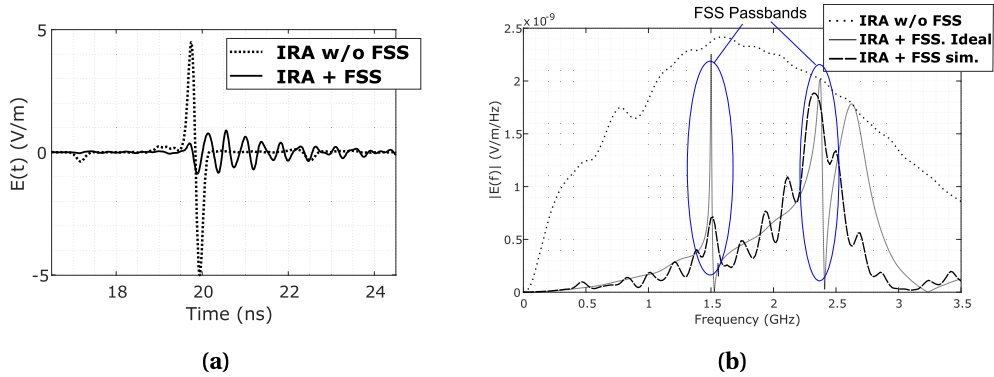 5
0
-5
E(t) (V/m)
18
20
22
24
Time (ns)
IRA w/o FSS
IRA + FSS
(a)
FSS Passbands
×10⁻⁹
2.5
2
1.5
1
0.5
0
|E(f)| (V/m/Hz)
0
0.5
1
1.5
2
2.5
3
3.5
Frequency (GHz)
IRA w/o FSS
IRA + FSS. Ideal
IRA + FSS sim.
(b)